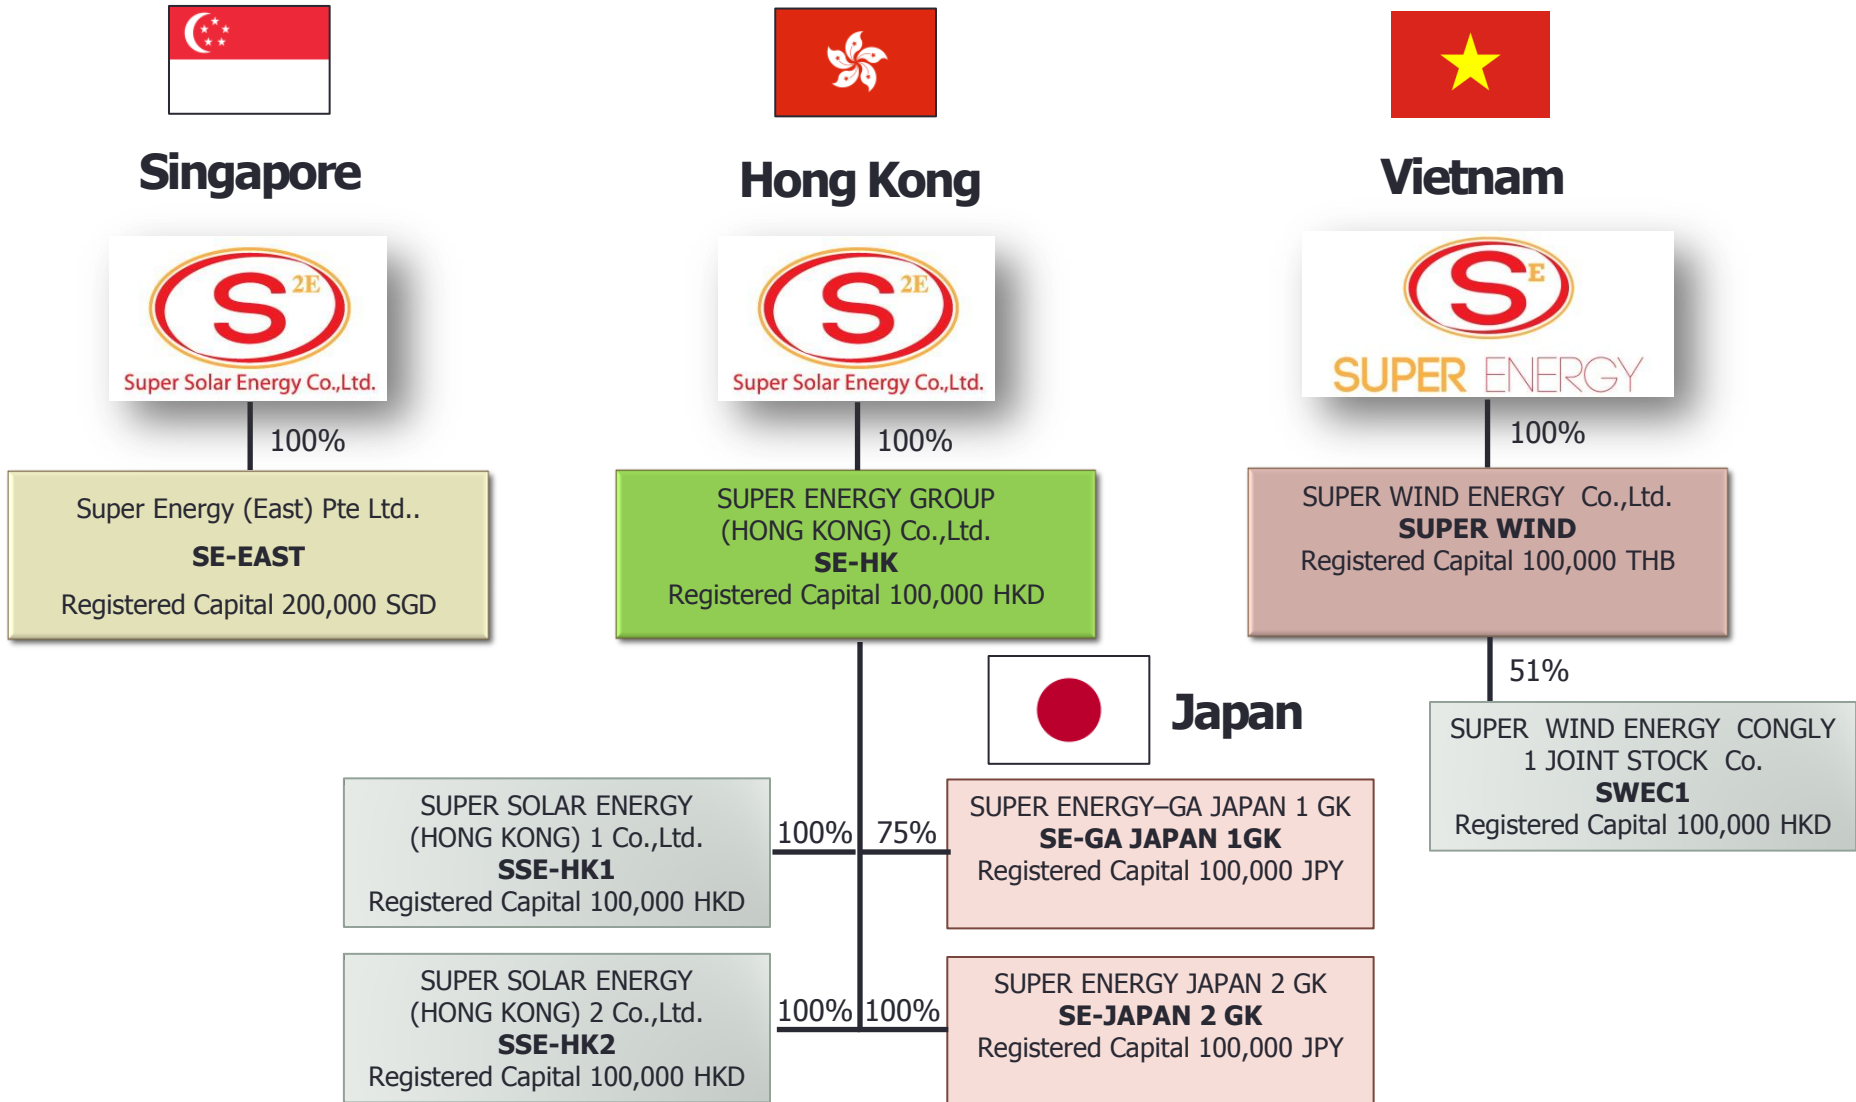 Singapore
Hong Kong
Vietnam
S 2E
Super Solar Energy Co.,Ltd.
S 2E
Super Solar Energy Co.,Ltd.
S E
SUPER ENERGY
100%
100%
100%
Super Energy (East) Pte Ltd..
SE-EAST
Registered Capital 200,000 SGD
SUPER ENERGY GROUP
(HONG KONG) Co.,Ltd.
SE-HK
Registered Capital 100,000 HKD
SUPER WIND ENERGY Co.,Ltd.
SUPER WIND
Registered Capital 100,000 THB
51%
Japan
SUPER WIND ENERGY CONGLY
1 JOINT STOCK Co.
SWEC1
Registered Capital 100,000 HKD
SUPER SOLAR ENERGY
(HONG KONG) 1 Co.,Ltd.
SSE-HK1
Registered Capital 100,000 HKD
100%
75%
SUPER ENERGY–GA JAPAN 1 GK
SE-GA JAPAN 1GK
Registered Capital 100,000 JPY
SUPER SOLAR ENERGY
(HONG KONG) 2 Co.,Ltd.
SSE-HK2
Registered Capital 100,000 HKD
100%
100%
SUPER ENERGY JAPAN 2 GK
SE-JAPAN 2 GK
Registered Capital 100,000 JPY